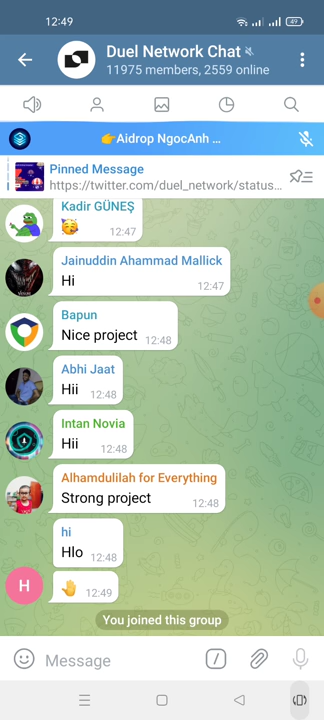 12:49
49
Duel Network Chat
11975 members, 2559 online
👉Aidrop NgocAnh ...
Pinned Message
https://twitter.com/duel_network/status...
Kadir GÜNEŞ
🥳 12:47
Jainuddin Ahammad Mallick
Hi 12:47
Bapun
Nice project 12:48
Abhi Jaat
Hii 12:48
Intan Novia
Hii 12:48
Alhamdulilah for Everything
Strong project 12:48
hi
Hlo 12:48
H
🤚 12:49
You joined this group
Message